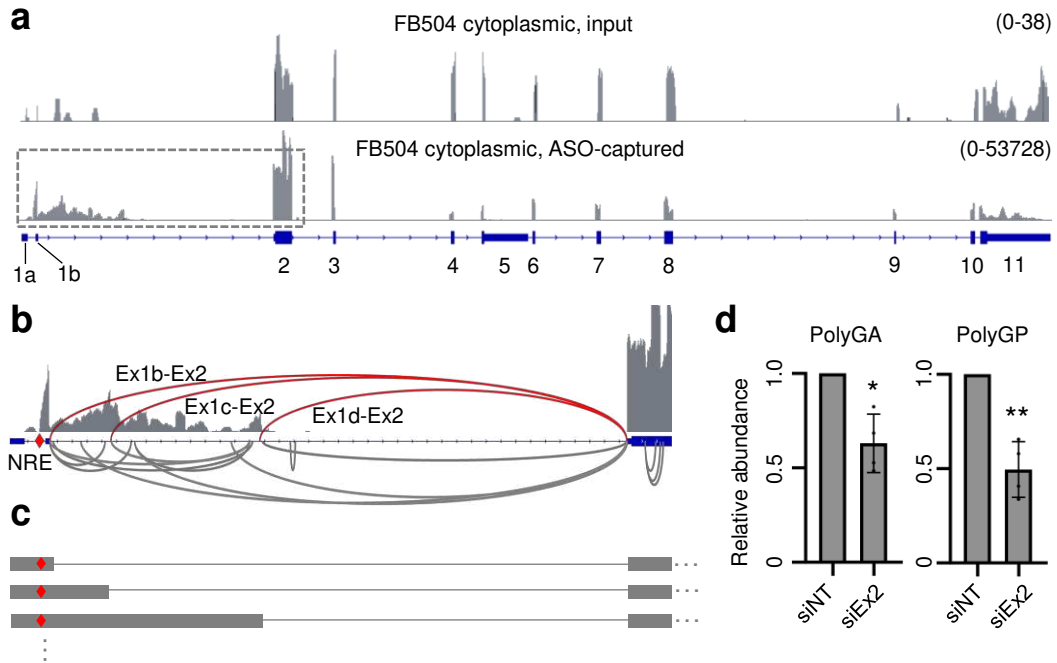 a
FB504 cytoplasmic, input
(0-38)
FB504 cytoplasmic, ASO-captured
(0-53728)
1a
1b
2
3
4
5
6
7
8
9
10
11
b
Ex1b-Ex2
Ex1c-Ex2
Ex1d-Ex2
NRE
c
d
PolyGA
PolyGP
Relative abundance
1.0
0.5
0
*
siNT
siEx2
1.0
0.5
0
**
siNT
siEx2